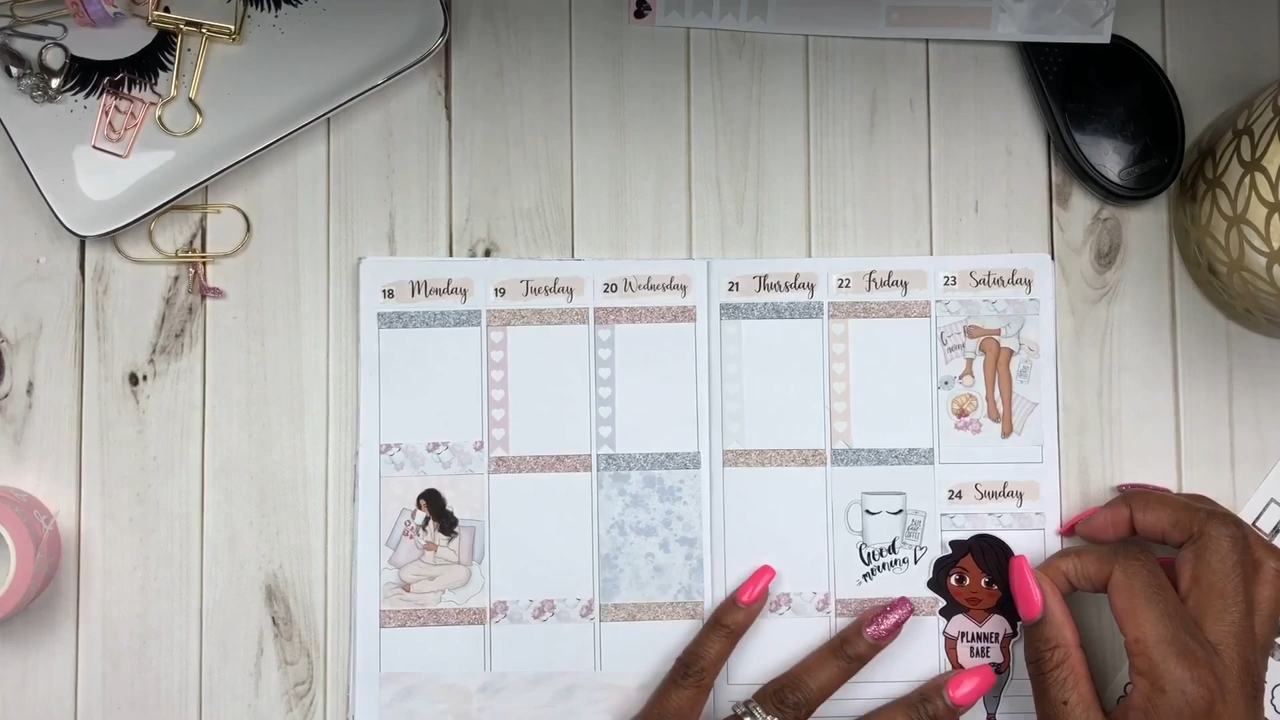 18 Monday
19 Tuesday
20 Wednesday
21 Thursday
22 Friday
23 Saturday
24 Sunday
Good
morning
PLANNER
BABE